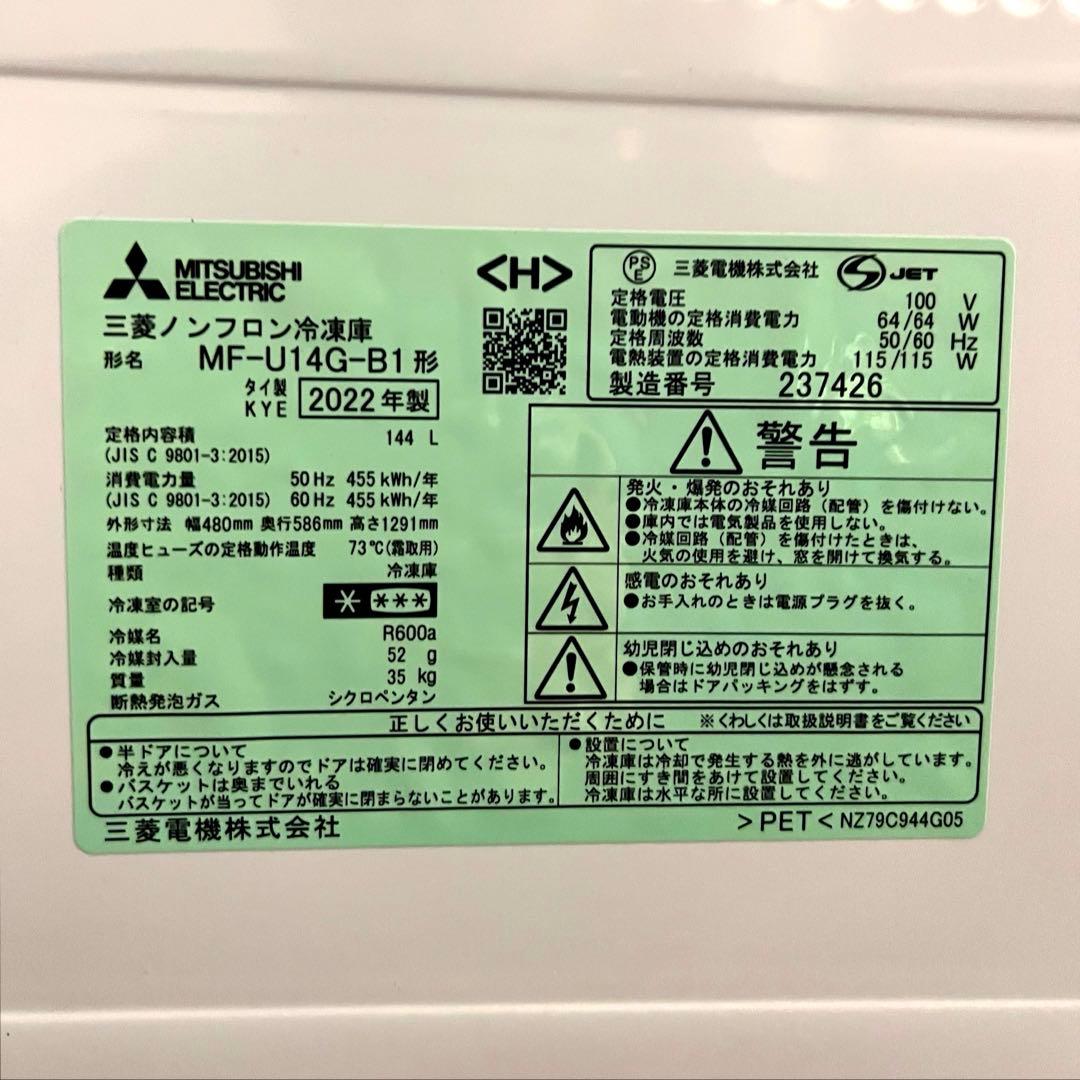 MITSUBISHI
ELECTRIC
三菱ノンフロン冷凍庫
形名 MF-U14G-B1形
タイ製
KYE 2022年製
定格内容積 144 L
(JIS C 9801-3:2015)
消費電力量 50Hz 455kWh/年
(JIS C 9801-3:2015) 60Hz 455kWh/年
外形寸法 幅480mm 奥行586mm 高さ1291mm
温度ヒューズの定格動作温度 73℃(霜取用)
種類 冷凍庫
冷凍室の記号 * ***
冷媒名 R600a
冷媒封入量 52 g
質量 35 kg
断熱発泡ガス シクロペンタン
<H>
PSE 三菱電機株式会社 S JET
定格電圧 100 V
電動機の定格消費電力 64/64 W
定格周波数 50/60 Hz
電熱装置の定格消費電力 115/115 W
製造番号 237426
警告
発火・爆発のおそれあり
●冷凍庫本体の冷媒回路(配管)を傷付けない。
●庫内では電気製品を使用しない。
●冷媒回路(配管)を傷付けたときは、
火気の使用を避け、窓を開けて換気する。
感電のおそれあり
●お手入れのときは電源プラグを抜く。
幼児閉じ込めのおそれあり
●保管時に幼児閉じ込めが懸念される
場合はドアパッキングをはずす。
正しくお使いいただくために ※くわしくは取扱説明書をご覧ください
●半ドアについて
冷えが悪くなりますのでドアは確実に閉めてください。
●バスケットは奥までいれる
バスケットが当ってドアが確実に閉まらないことがあります。
●設置について
冷凍庫は冷却で発生する熱を外に逃がしています。
周囲にすき間をあけて設置してください。
冷凍庫は水平な所に設置してください。
三菱電機株式会社 >PET< NZ79C944G05